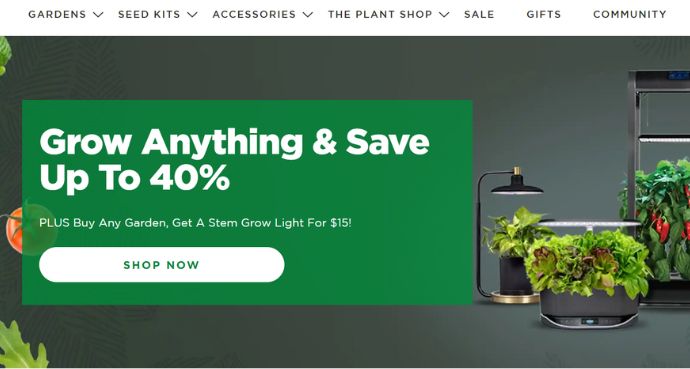 GARDENS SEED KITS ACCESSORIES THE PLANT SHOP SALE GIFTS COMMUNITY
Grow Anything & Save
Up To 40%
PLUS Buy Any Garden, Get A Stem Grow Light For $15!
SHOP NOW